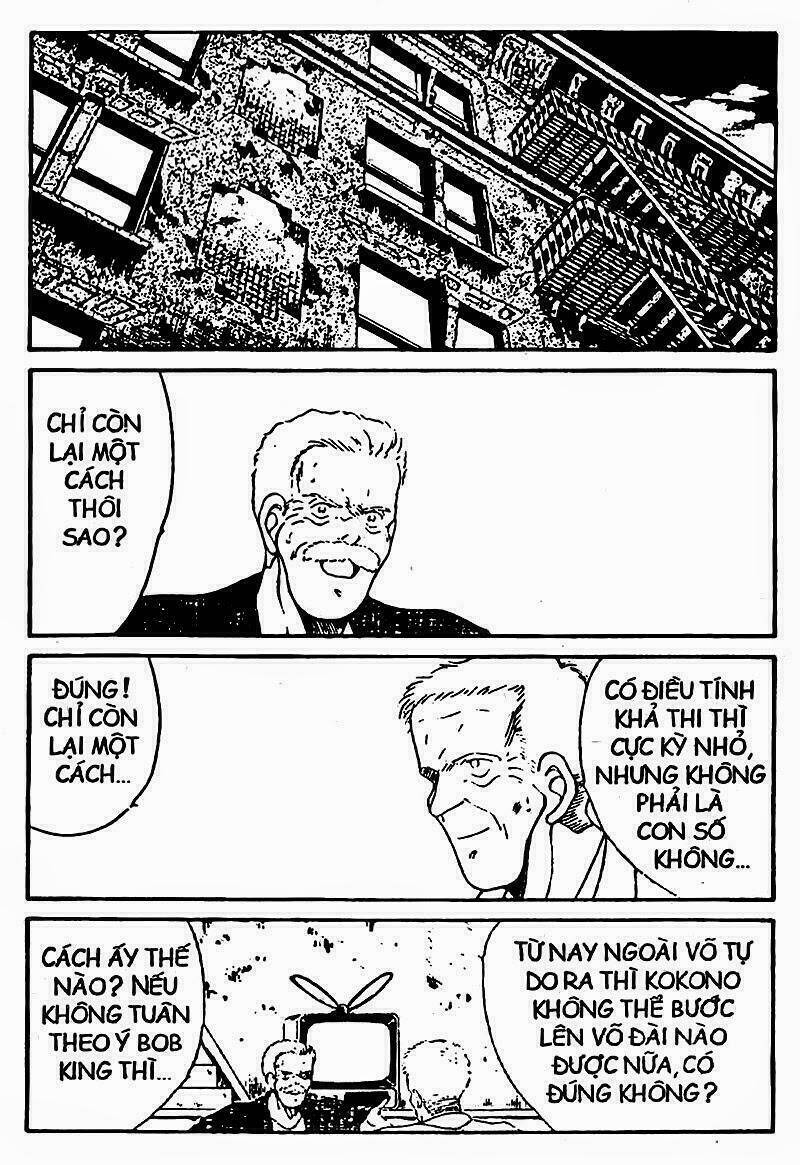 CHỈ CÒN
LẠI MỘT
CÁCH
THÔI
SAO?
ĐÚNG!
CHỈ CÒN
LẠI MỘT
CÁCH...
CÓ ĐIỀU TÍNH
KHẢ THI THÌ
CỰC KỲ NHỎ,
NHƯNG KHÔNG
PHẢI LÀ
CON SỐ
KHÔNG...
CÁCH ẤY THẾ
NÀO? NẾU
KHÔNG TUÂN
THEO Ý BOB
KING THÌ...
TỪ NAY NGOÀI VÕ TỰ
DO RA THÌ KOKONO
KHÔNG THỂ BƯỚC
LÊN VÕ ĐÀI NÀO
ĐƯỢC NỮA, CÓ
ĐÚNG KHÔNG?